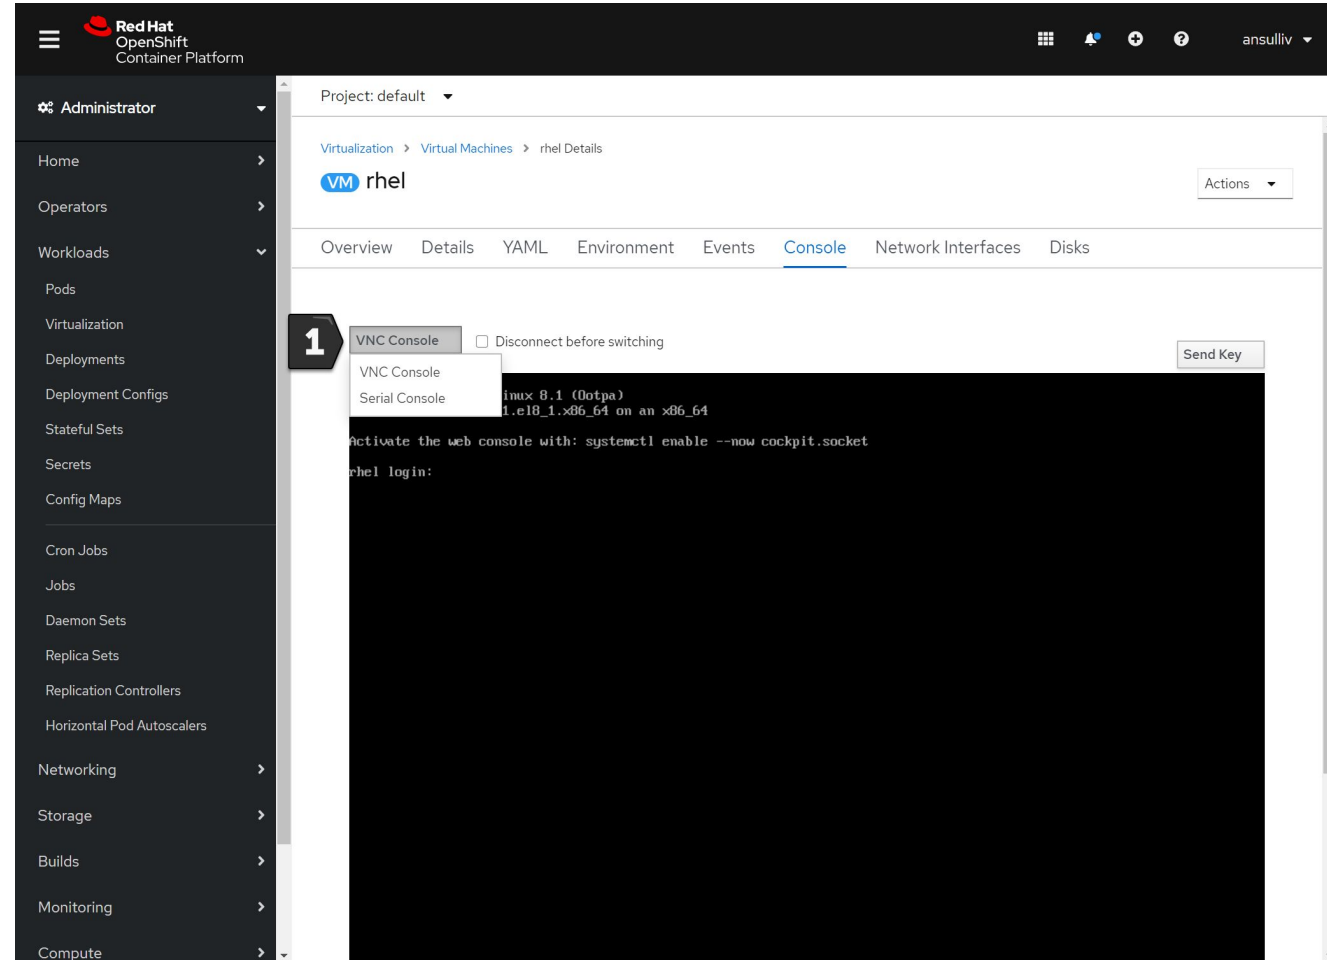 Red Hat
OpenShift
Container Platform
ansulliv
Administrator
Home
Operators
Workloads
Pods
Virtualization
Deployments
Deployment Configs
Stateful Sets
Secrets
Config Maps
Cron Jobs
Jobs
Daemon Sets
Replica Sets
Replication Controllers
Horizontal Pod Autoscalers
Networking
Storage
Builds
Monitoring
Compute
Project: default
Virtualization > Virtual Machines > rhel Details
VM rhel
Actions
Overview Details YAML Environment Events Console Network Interfaces Disks
1
VNC Console Disconnect before switching
Send Key
VNC Console
Serial Console
inux 8.1 (Ootpa)
1.el8_1.x86_64 on an x86_64
Activate the web console with: systemctl enable --now cockpit.socket
rhel login: